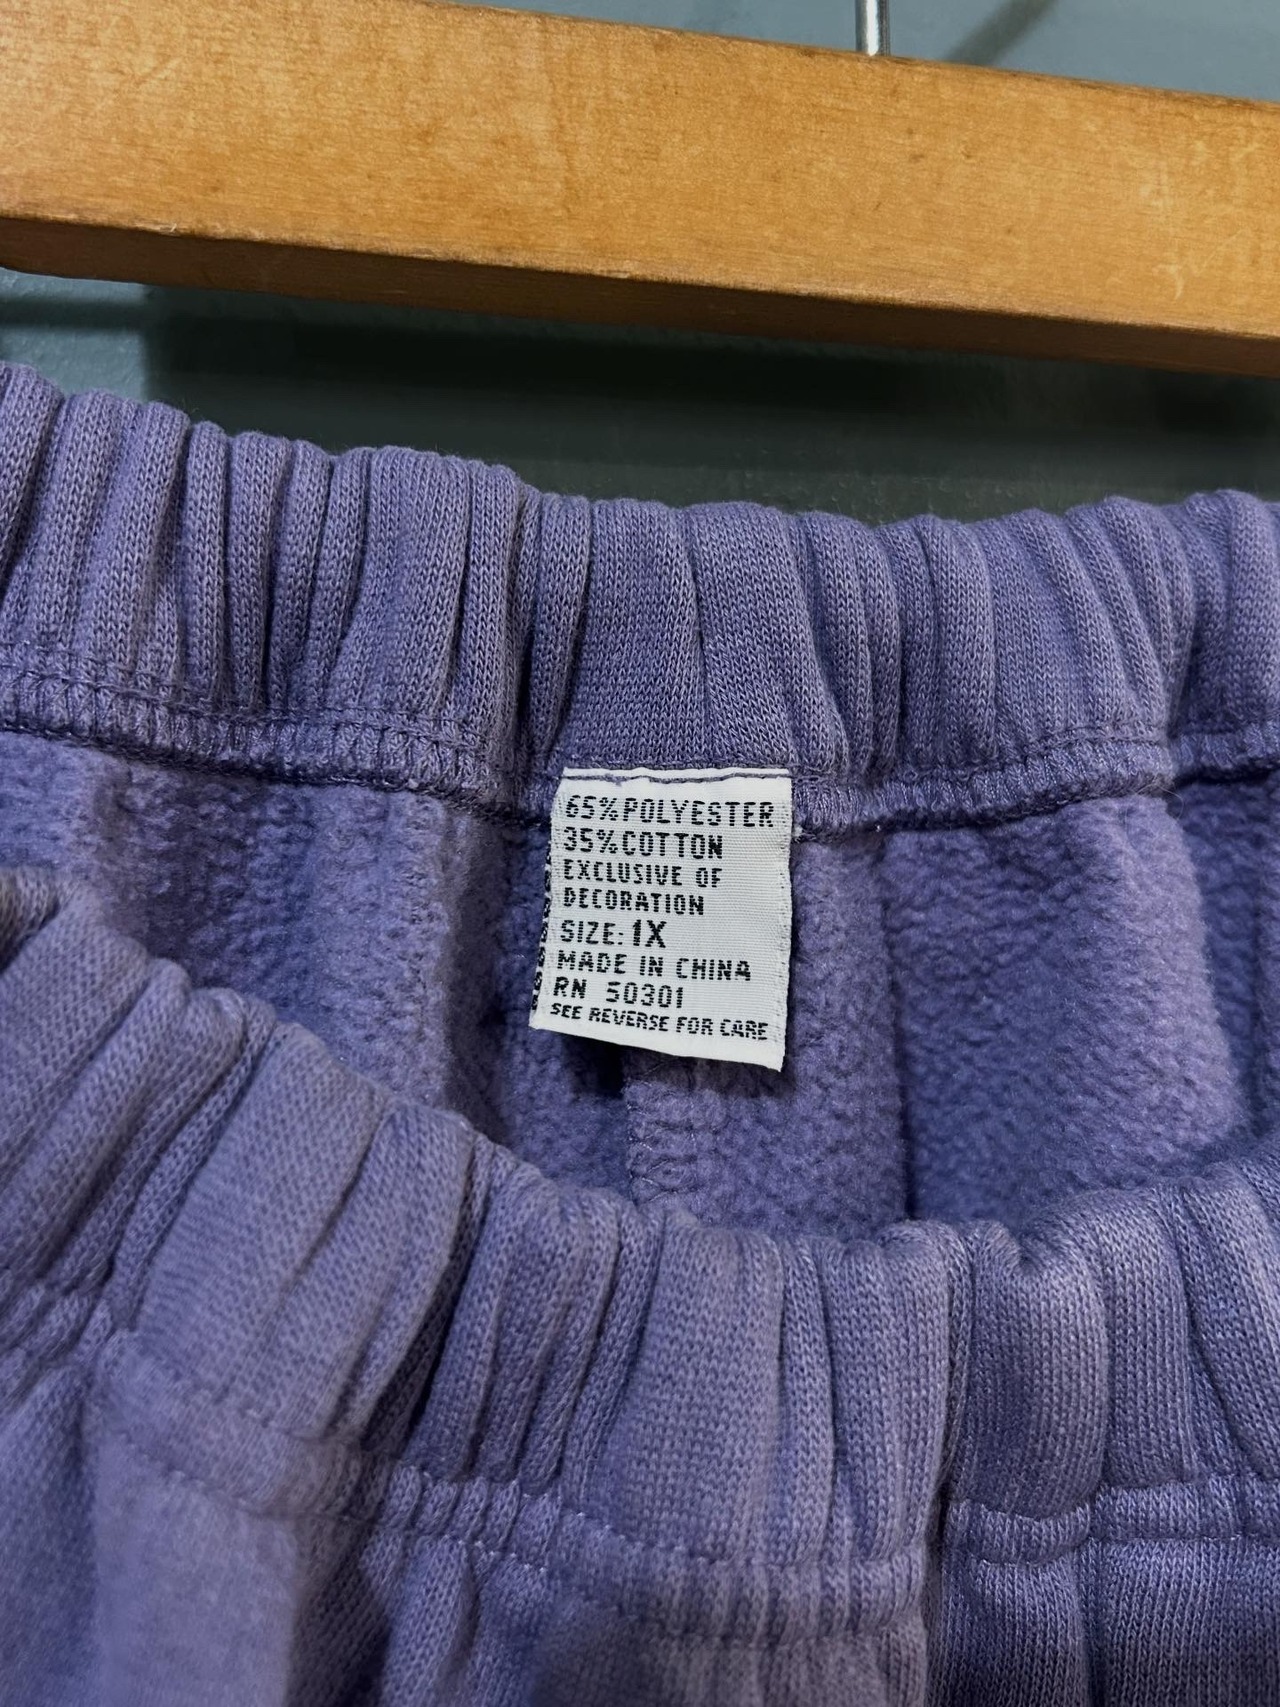 65% POLYESTER
35% COTTON
EXCLUSIVE OF
DECORATION
SIZE: 1X
MADE IN CHINA
RN 50301
SEE REVERSE FOR CARE